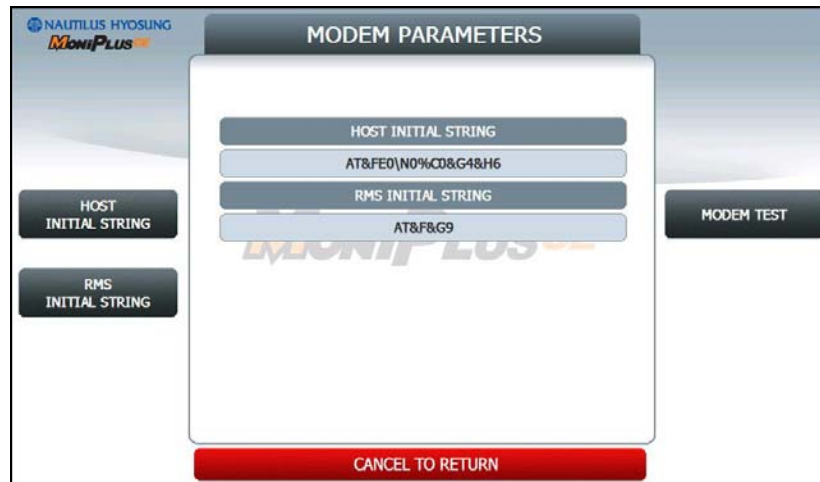 NAUTILUS HYOSUNG
MONIPLUS
MODEM PARAMETERS
HOST INITIAL STRING
AT&FE0\N0%C0&G4&H6
RMS INITIAL STRING
AT&F&G9
HOST
INITIAL STRING
RMS
INITIAL STRING
MODEM TEST
CANCEL TO RETURN